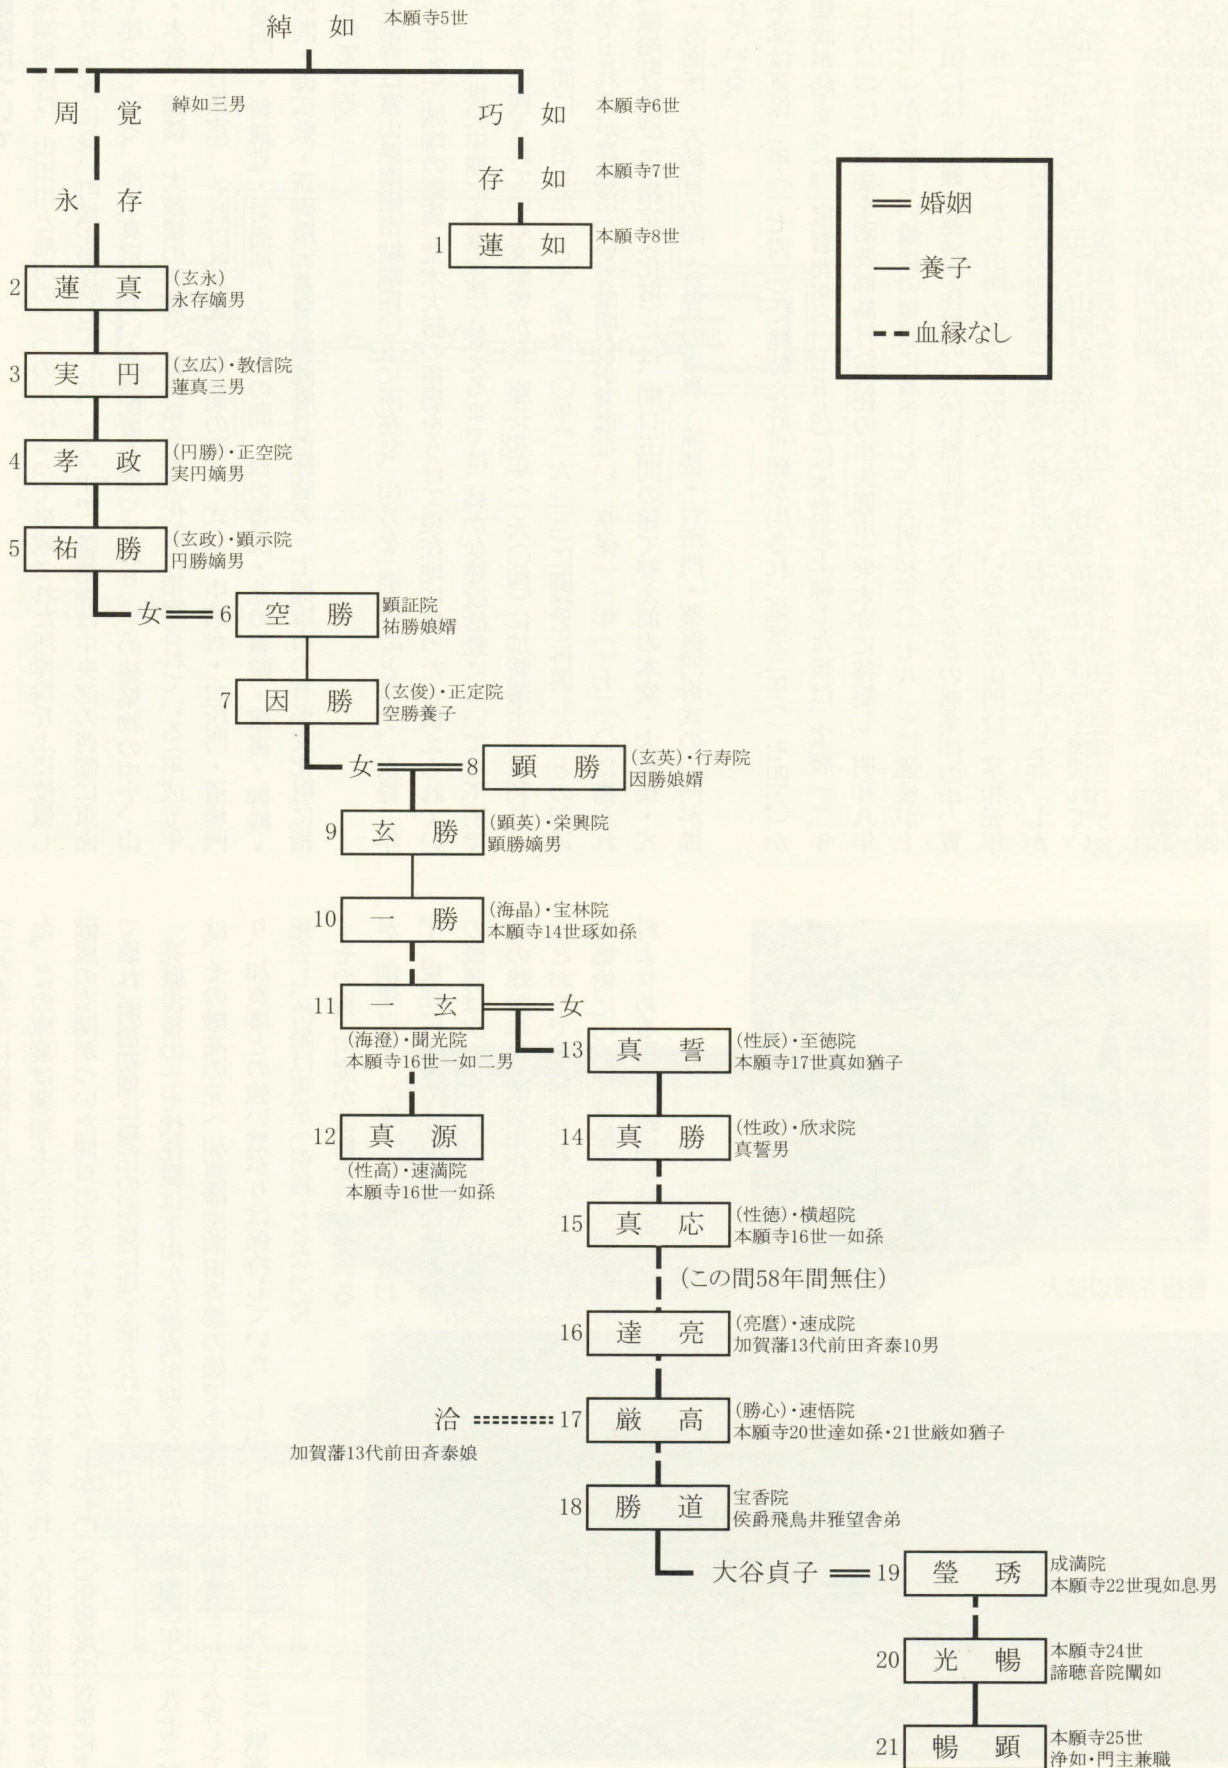 綽如 本願寺5世
周覚 綽如三男
巧如 本願寺6世
永存
存如 本願寺7世
1 蓮如 本願寺8世
═ 婚姻
― 養子
-- 血縁なし
2 蓮真 (玄永)
永存嫡男
3 実円 (玄広)・教信院
蓮真三男
4 孝政 (円勝)・正空院
実円嫡男
5 祐勝 (玄政)・顕示院
円勝嫡男
女
6 空勝 顕証院
祐勝娘婿
7 因勝 (玄俊)・正定院
空勝養子
女
8 顕勝 (玄英)・行寿院
因勝娘婿
9 玄勝 (顕英)・栄興院
顕勝嫡男
10 一勝 (海晶)・宝林院
本願寺14世琢如孫
11 一玄
女
(海澄)・聞光院
本願寺16世一如二男
12 真源
(性高)・速満院
本願寺16世一如孫
13 真誓 (性辰)・至徳院
本願寺17世真如猶子
14 真勝 (性政)・欣求院
真誓男
15 真応 (性徳)・横超院
本願寺16世一如孫
(この間58年間無住)
16 達亮 (亮麿)・速成院
加賀藩13代前田斉泰10男
洽
加賀藩13代前田斉泰娘
17 厳高 (勝心)・速悟院
本願寺20世達如孫・21世厳如猶子
18 勝道 宝香院
侯爵飛鳥井雅望舎弟
大谷貞子
19 瑩琇 成満院
本願寺22世現如息男
20 光暢 本願寺24世
諦聴音院闡如
21 暢顕 本願寺25世
浄如・門主兼職